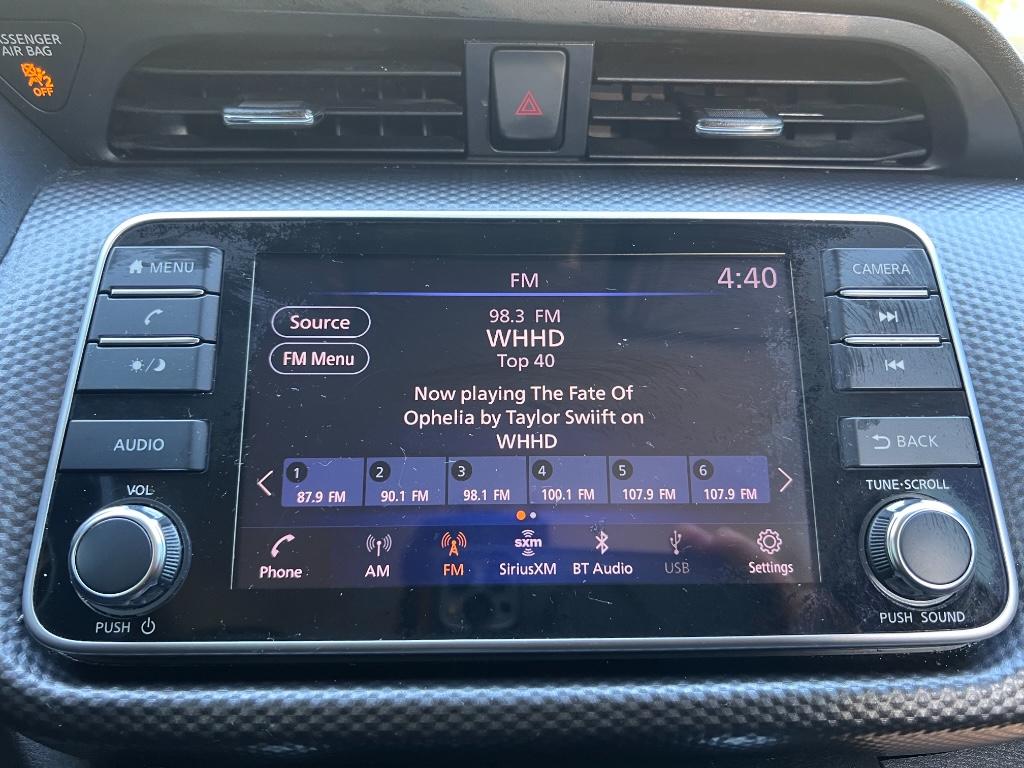 PASSENGER
AIR BAG
2
OFF
MENU
AUDIO
VOL
PUSH
FM
4:40
Source
FM Menu
98.3 FM
WHHD
Top 40
Now playing The Fate Of
Ophelia by Taylor Swiift on
WHHD
1 2 3 4 5 6
87.9 FM 90.1 FM 98.1 FM 100.1 FM 107.9 FM 107.9 FM
sxm
Phone AM FM SiriusXM BT Audio USB Settings
CAMERA
BACK
TUNE·SCROLL
PUSH SOUND